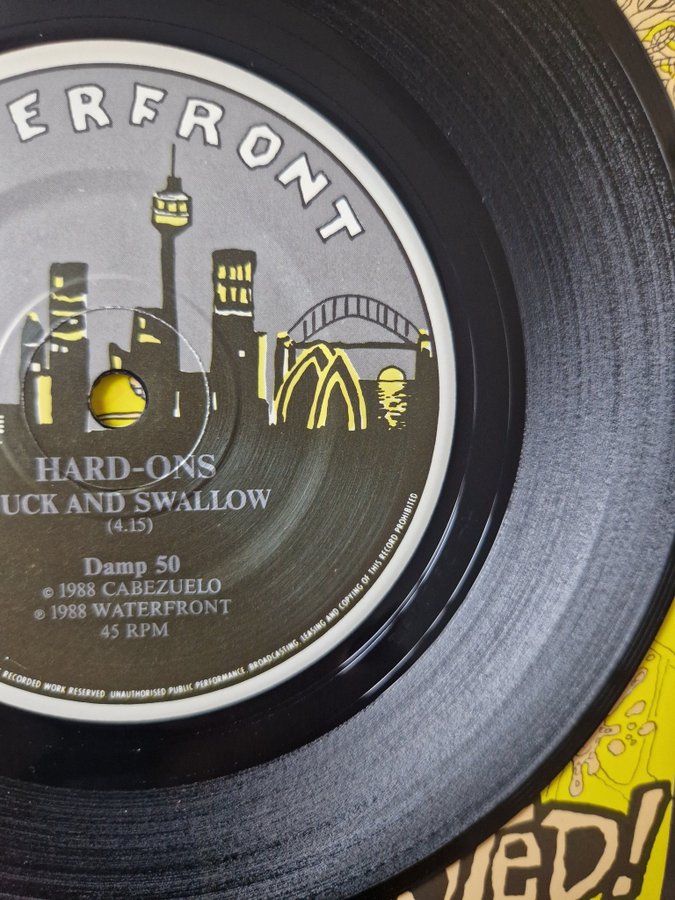 ERFRONT
HARD-ONS
UCK AND SWALLOW
(4.15)
Damp 50
© 1988 CABEZUELO
℗ 1988 WATERFRONT
45 RPM
RECORDED WORK RESERVED UNAUTHORISED PUBLIC PERFORMANCE, BROADCASTING, LEASING AND COPYING OF THIS RECORD PROHIBITED
TED!